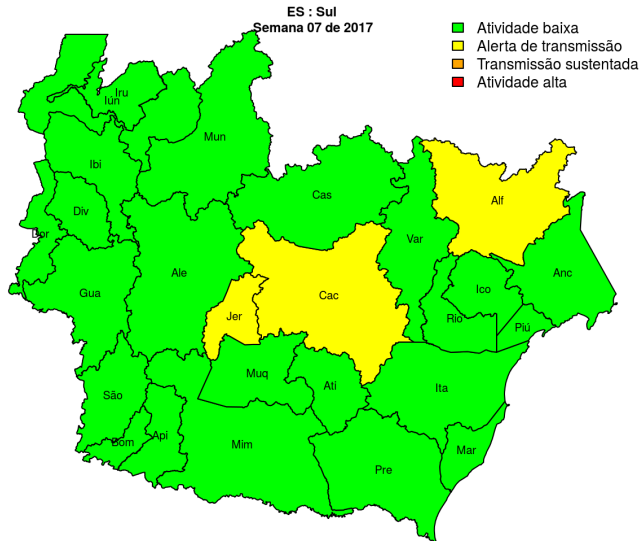 ES : Sul
Semana 07 de 2017
Atividade baixa
Alerta de transmissão
Transmissão sustentada
Atividade alta
Iru
Iún
Mun
Ibi
Cas
Alf
Div
Dor
Var
Ale
Anc
Gua
Cac
Ico
Jer
Rio
Piú
Muq
Ati
Ita
São
Api
Bom
Mim
Mar
Pre